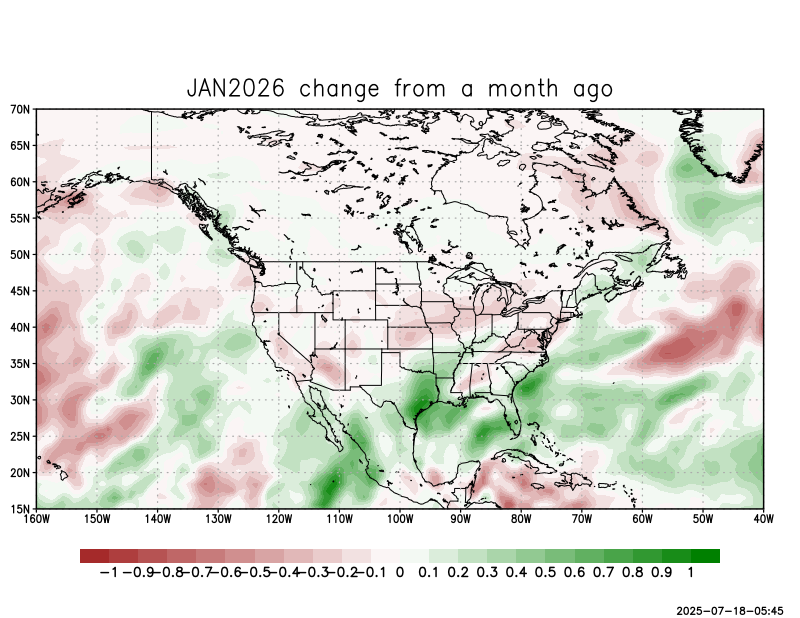 JAN2026 change from a month ago
70N
65N
60N
55N
50N
45N
40N
35N
30N
25N
20N
15N
160W 150W 140W 130W 120W 110W 100W 90W 80W 70W 60W 50W 40W
-1 -0.9 -0.8 -0.7 -0.6 -0.5 -0.4 -0.3 -0.2 -0.1 0 0.1 0.2 0.3 0.4 0.5 0.6 0.7 0.8 0.9 1
2025-07-18-05:45